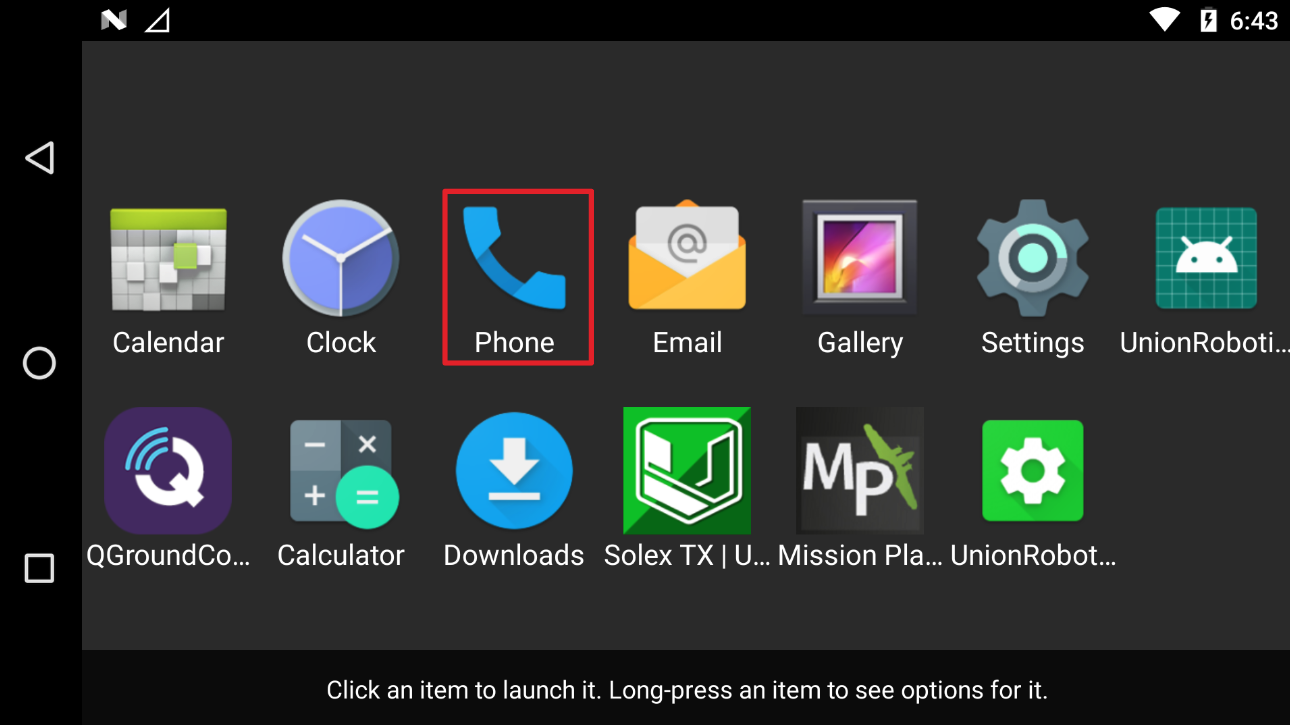 6:43
Calendar
Clock
Phone
Email
Gallery
Settings
UnionRoboti...
QGroundCo...
Calculator
Downloads
Solex TX | U...
Mission Pla...
UnionRobot...
Click an item to launch it. Long-press an item to see options for it.